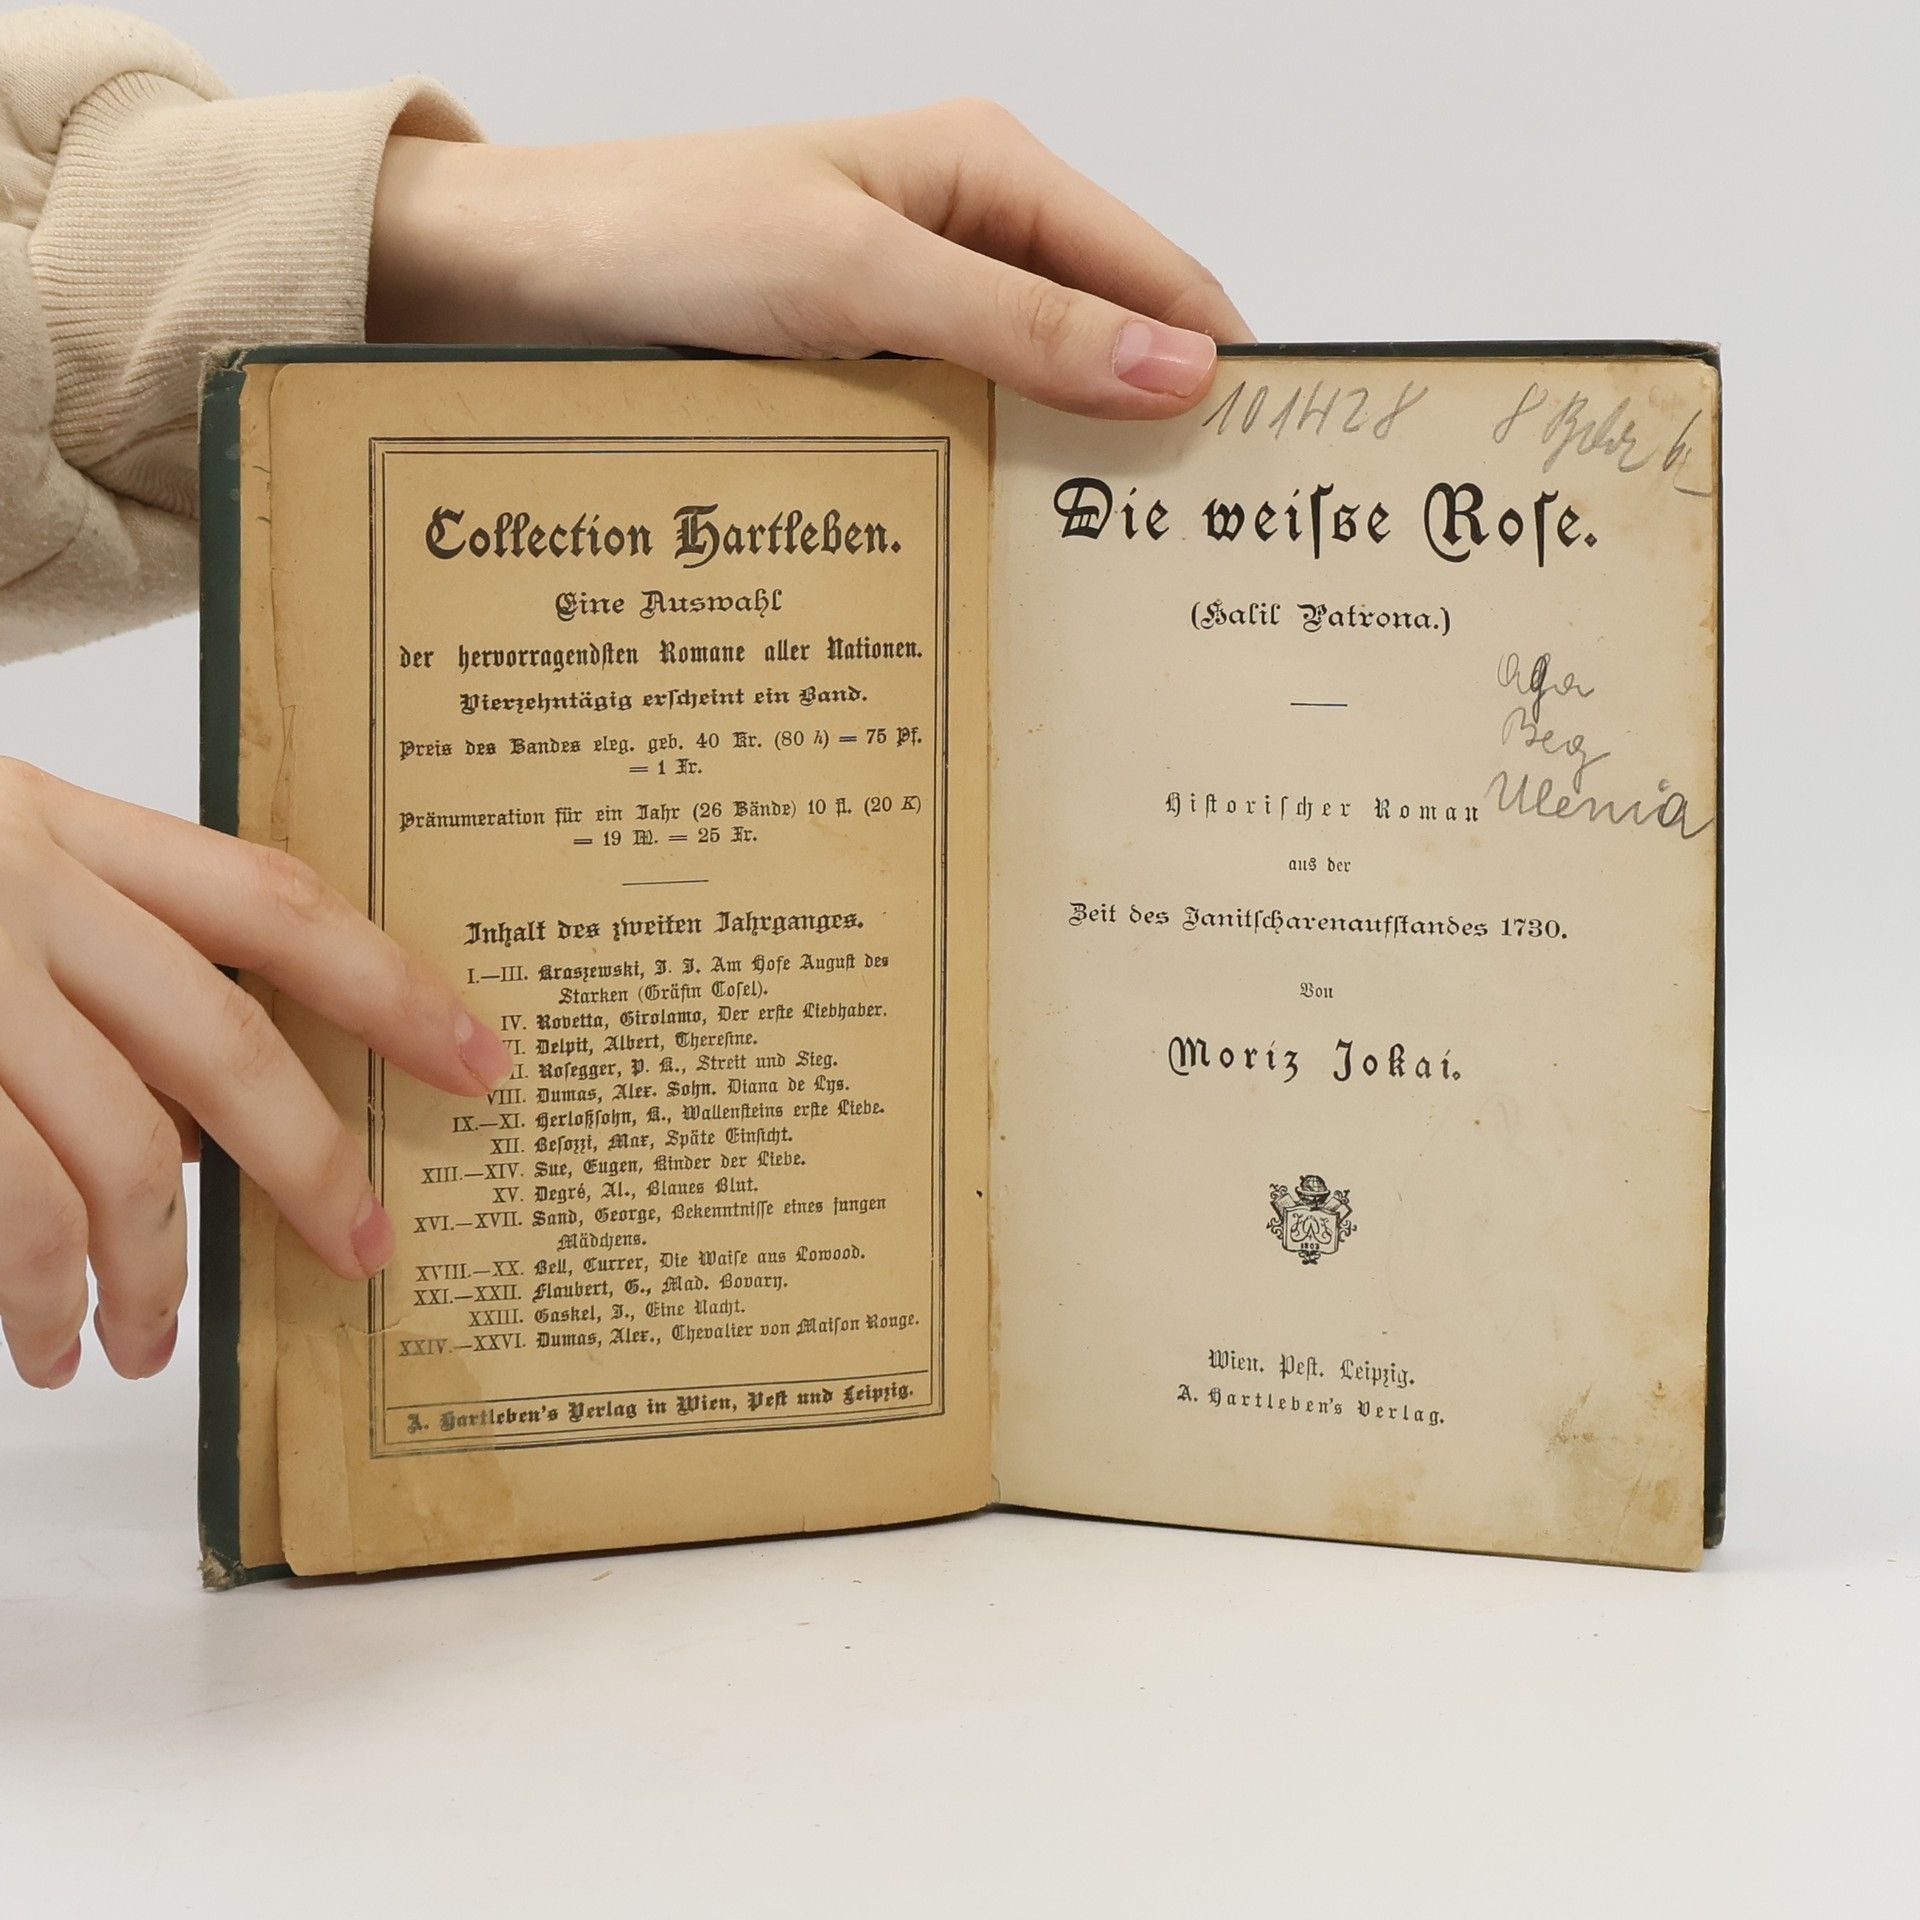 Collection Hartleben.
Eine Auswahl
der hervorragendſten Romane aller Nationen.
Vierzehntägig erſcheint ein Band.
Preis des Bandes eleg. geb. 40 Kr. (80 h) = 75 Pf.
= 1 Fr.
Pränumeration für ein Jahr (26 Bände) 10 fl. (20 K)
= 19 M. = 25 Fr.
Inhalt des zweiten Jahrganges.
I.—III. Kraszewski, J. J. Am Hofe Auguſt des
Starken (Gräfin Coſel).
IV. Rovetta, Girolamo, Der erſte Liebhaber.
VI. Delpit, Albert, Thereſine.
II. Roſegger, P. K., Streit und Sieg.
VIII. Dumas, Alex. Sohn. Diana de Lys.
IX.—XI. Herloßſohn, K., Wallenſteins erſte Liebe.
XII. Beſozzi, Max, Späte Einſicht.
XIII.—XIV. Sue, Eugen, Kinder der Liebe.
XV. Degré, Al., Blaues Blut.
XVI.—XVII. Sand, George, Bekenntniſſe eines jungen
Mädchens.
XVIII.—XX. Bell, Currer, Die Waiſe aus Lowood.
XXI.—XXII. Flaubert, G., Mad. Bovary.
XXIII. Gaskel, J., Eine Nacht.
XXIV.—XXVI. Dumas, Alex., Chevalier von Maiſon Rouge.
A. Hartleben's Verlag in Wien, Peſt und Leipzig.
101428 8
Die weiſse Roſe.
(Halil Patrona.)
Aga
Beg
Ulema
Hiſtoriſcher Roman
aus der
Zeit des Janitſcharenaufſtandes 1730.
Von
Moriz Jokai.
1803
Wien. Peſt. Leipzig.
A. Hartleben's Verlag.